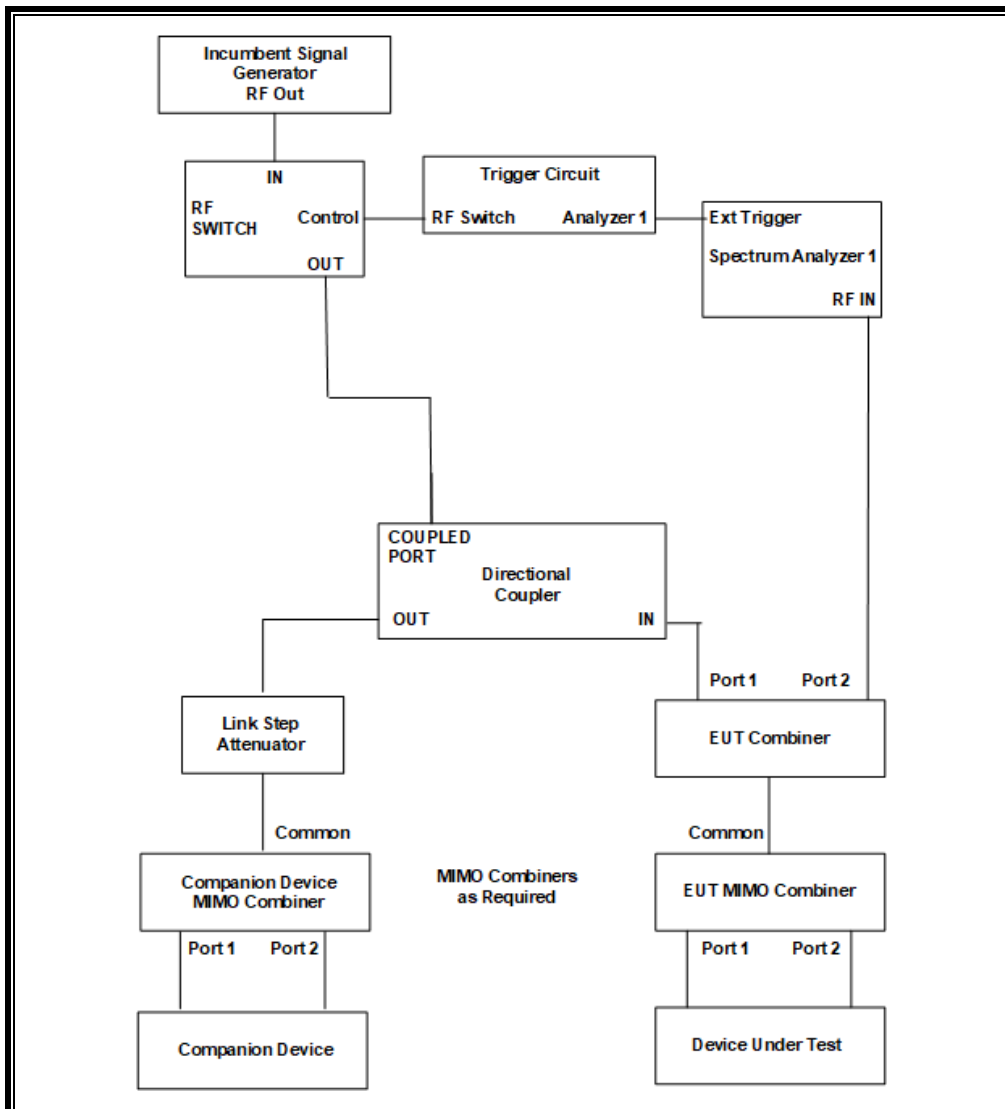 Incumbent Signal
Generator
RF Out
IN
RF
SWITCH
Control
OUT
Trigger Circuit
RF Switch
Analyzer 1
Ext Trigger
Spectrum Analyzer 1
RF IN
COUPLED
PORT
Directional
Coupler
OUT
IN
Port 1
Port 2
Link Step
Attenuator
EUT Combiner
Common
Common
Companion Device
MIMO Combiner
MIMO Combiners
as Required
EUT MIMO Combiner
Port 1
Port 2
Port 1
Port 2
Companion Device
Device Under Test